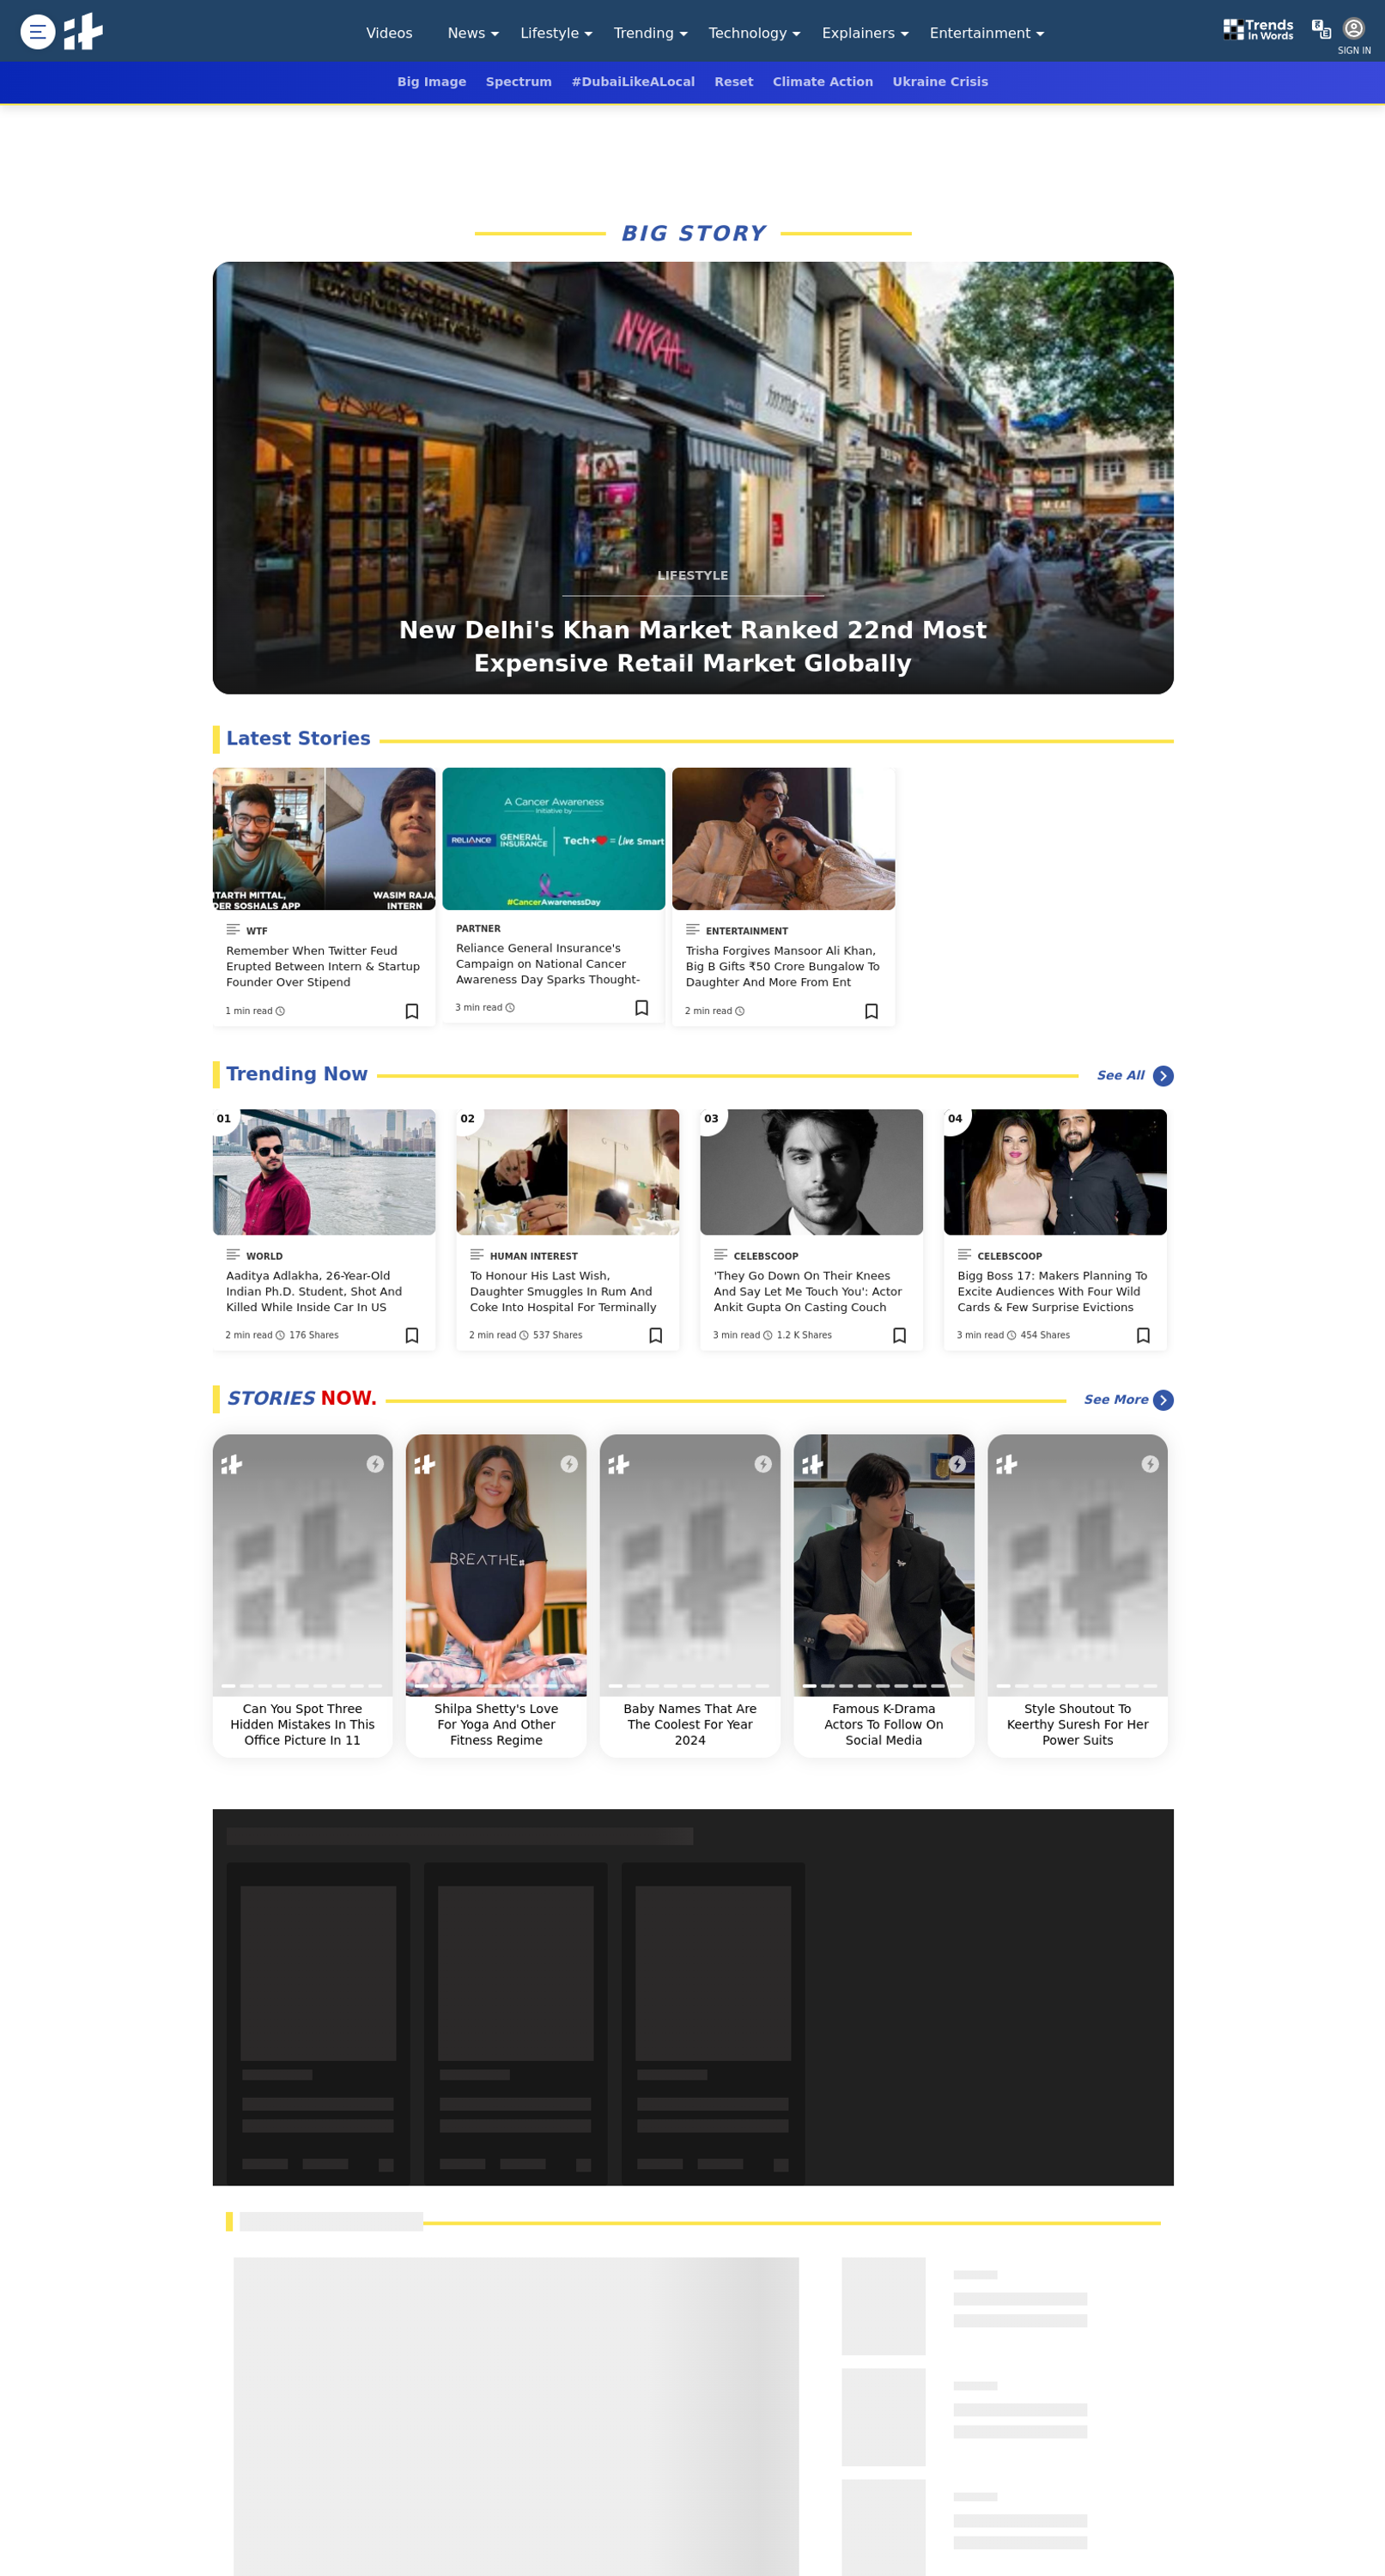 Videos
News
Lifestyle
Trending
Technology
Explainers
Entertainment
Trends
In Words
SIGN IN
Big Image
Spectrum
#DubaiLikeALocal
Reset
Climate Action
Ukraine Crisis
BIG STORY
ESSENTALS
NYKAA
AFFINITY
LIFESTYLE
New Delhi's Khan Market Ranked 22nd Most
Expensive Retail Market Globally
Latest Stories
TARTH MITTAL,
DER SOSHALS APP
WASIM RAJA
INTERN
WTF
Remember When Twitter Feud
Erupted Between Intern & Startup
Founder Over Stipend
1 min read
A Cancer Awareness
Initiative by
RELIANCE
GENERAL
INSURANCE
Tech+ = Live Smart
#CancerAwarenessDay
PARTNER
Reliance General Insurance's
Campaign on National Cancer
Awareness Day Sparks Thought-
3 min read
ENTERTAINMENT
Trisha Forgives Mansoor Ali Khan,
Big B Gifts ₹50 Crore Bungalow To
Daughter And More From Ent
2 min read
Trending Now
See All
01
WORLD
Aaditya Adlakha, 26-Year-Old
Indian Ph.D. Student, Shot And
Killed While Inside Car In US
2 min read 176 Shares
02
HUMAN INTEREST
To Honour His Last Wish,
Daughter Smuggles In Rum And
Coke Into Hospital For Terminally
2 min read 537 Shares
03
CELEBSCOOP
'They Go Down On Their Knees
And Say Let Me Touch You': Actor
Ankit Gupta On Casting Couch
3 min read 1.2 K Shares
04
CELEBSCOOP
Bigg Boss 17: Makers Planning To
Excite Audiences With Four Wild
Cards & Few Surprise Evictions
3 min read 454 Shares
STORIES NOW.
See More
Can You Spot Three
Hidden Mistakes In This
Office Picture In 11
BREATHE
Shilpa Shetty's Love
For Yoga And Other
Fitness Regime
Baby Names That Are
The Coolest For Year
2024
Famous K-Drama
Actors To Follow On
Social Media
Style Shoutout To
Keerthy Suresh For Her
Power Suits